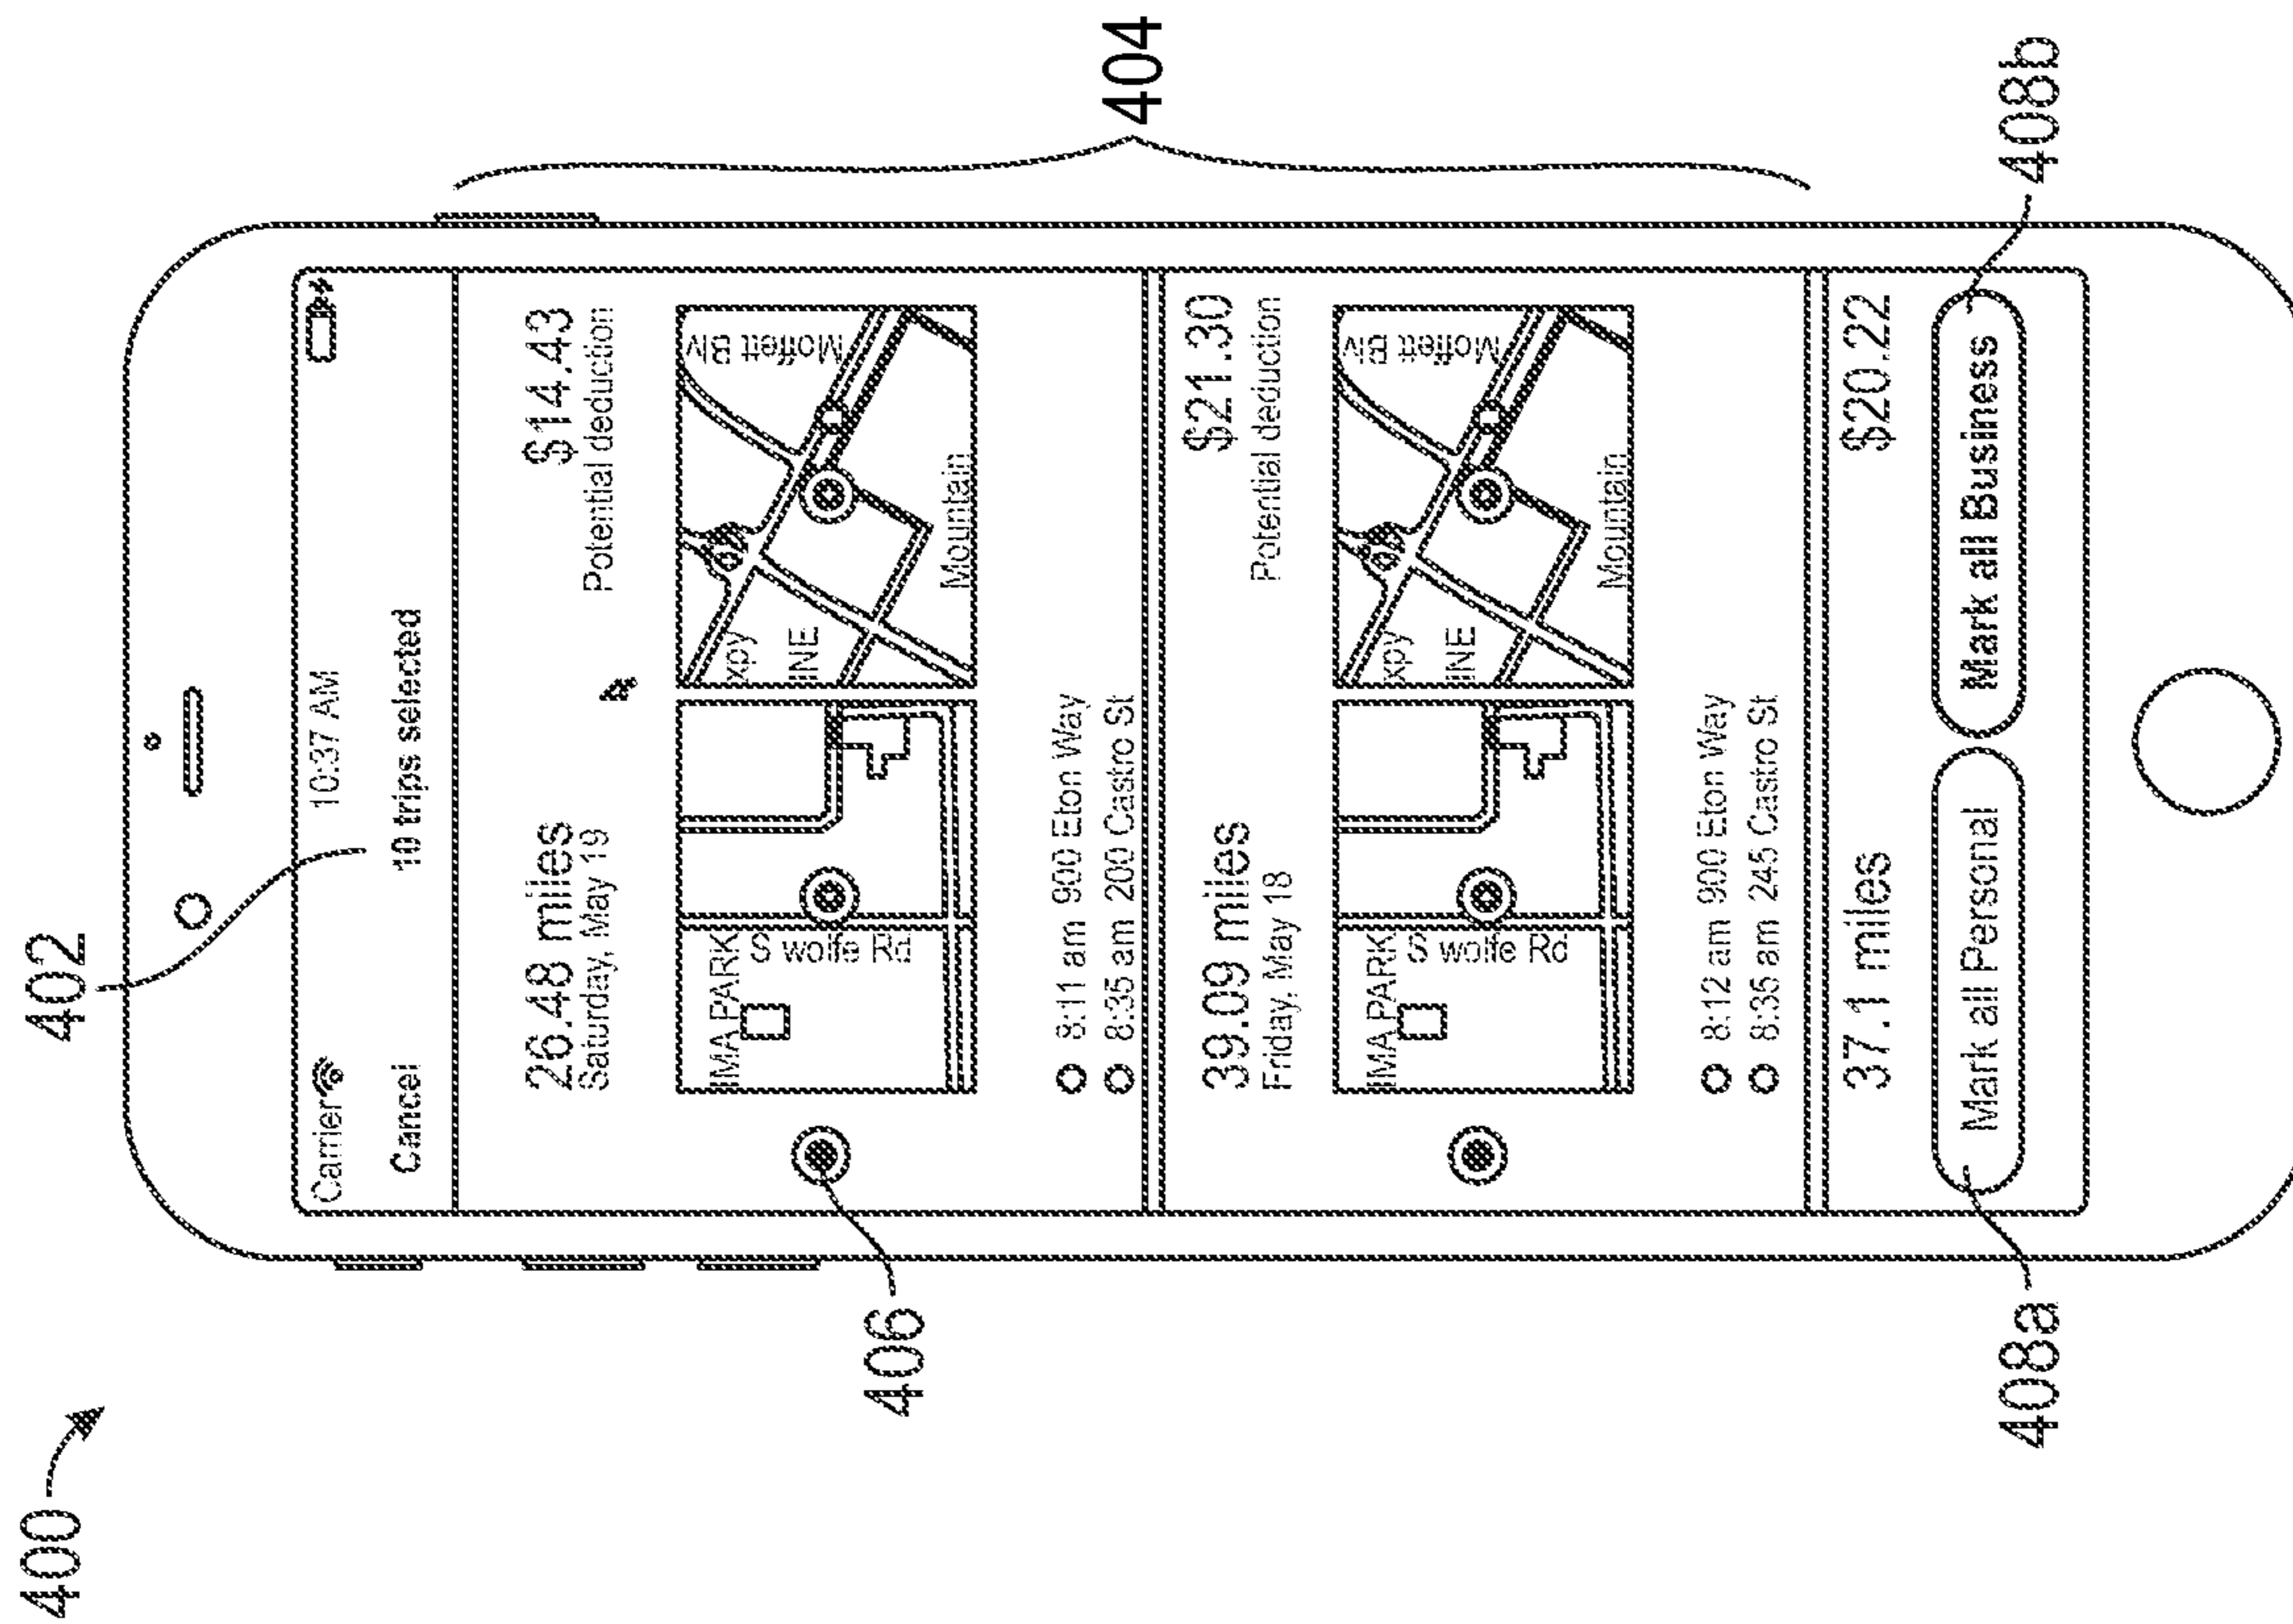 400
402
Carrier 10:37 AM
Cancel 10 trips selected
404
26.48 miles $14.43
Saturday, May 19 Potential deduction
IMAPARK
S wolfe Rd
xpy
INE
Moffett Blv
Mountain
406
8:11 am 900 Eton Way
8:35 am 200 Castro St
39.09 miles $21.30
Friday, May 18 Potential deduction
IMAPARK
S wolfe Rd
xpy
INE
Moffett Blv
Mountain
8:12 am 900 Eton Way
8:35 am 245 Castro St
37.1 miles $20.22
Mark all Personal Mark all Business
408a 408b